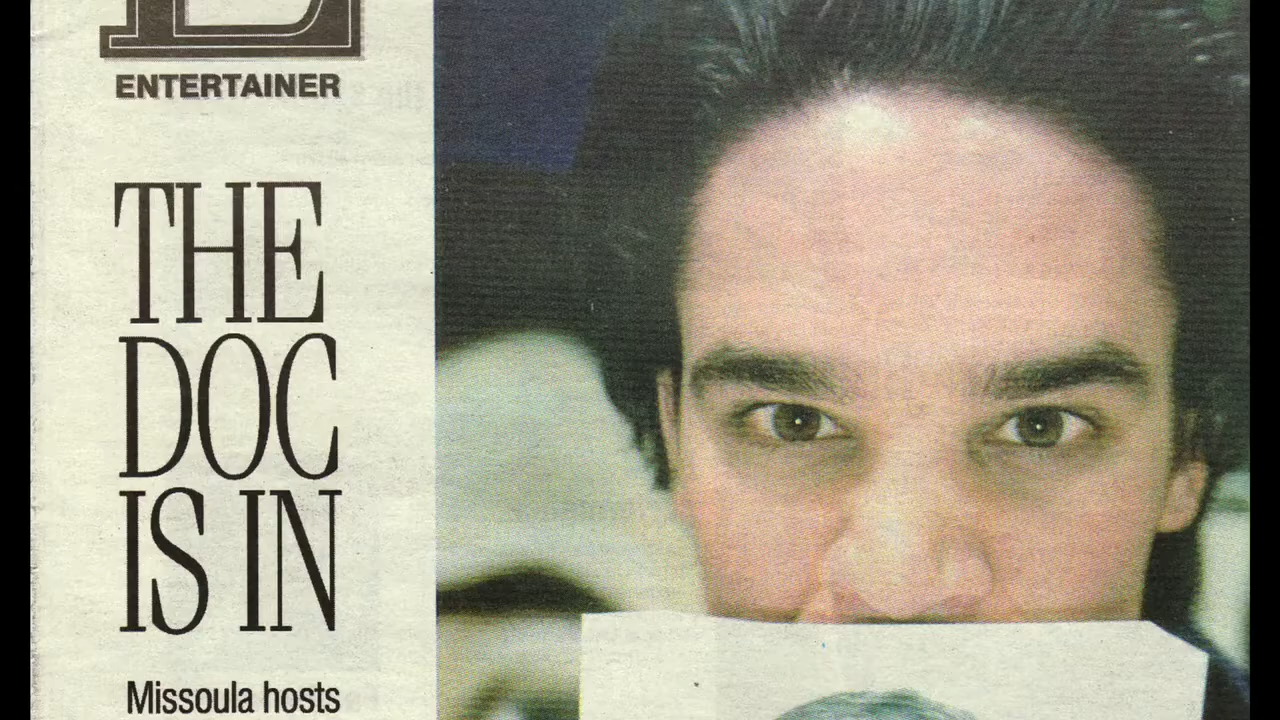 E
ENTERTAINER
THE
DOC
IS IN
Missoula hosts